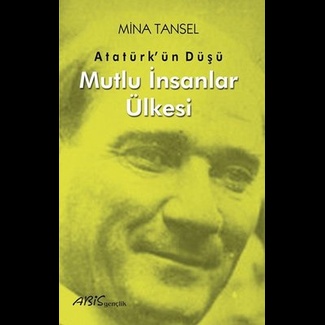 MİNA TANSEL
Atatürk'ün Düşü
Mutlu İnsanlar
Ülkesi
ABİS gençlik